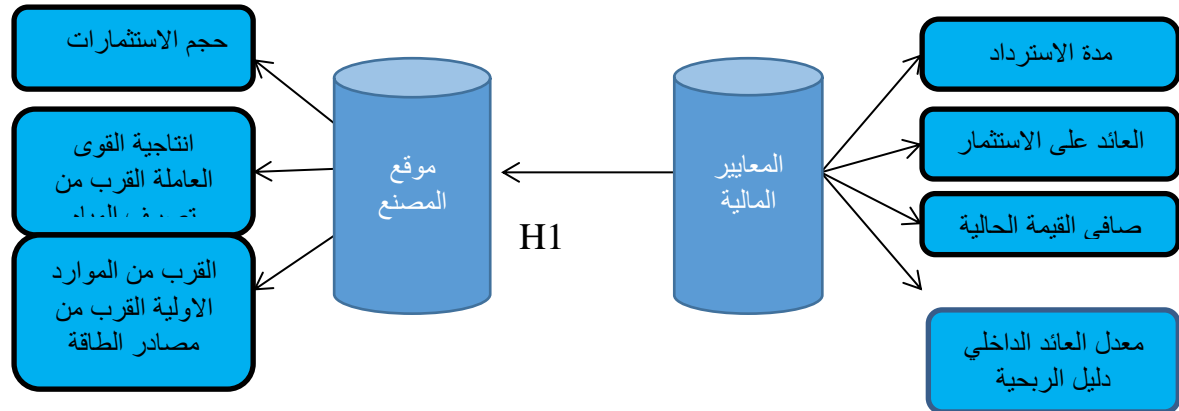 مدة الاسترداد
العائد على الاستثمار
صافي القيمة الحالية
معدل العائد الداخلي
دليل الربحية
المعايير
المالية
H1
موقع
المصنع
حجم الاستثمارات
انتاجية القوى
العاملة القرب من
القرب من الموارد
الاولية القرب من
مصادر الطاقة